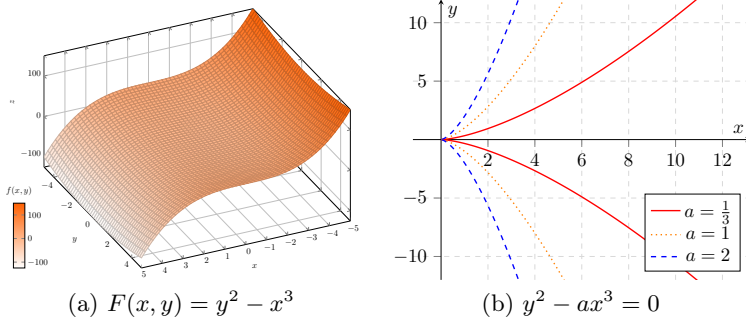 100
0
−100
z
−4
−2
0
2
4
y
5
4
3
2
1
0
−1
−2
−3
−4
−5
x
f(x, y)
100
0
−100
(a) F(x, y) = y² − x³
y
10
5
−5
−10
2
4
6
8
10
12
x
a = 1/3
a = 1
a = 2
(b) y² − ax³ = 0